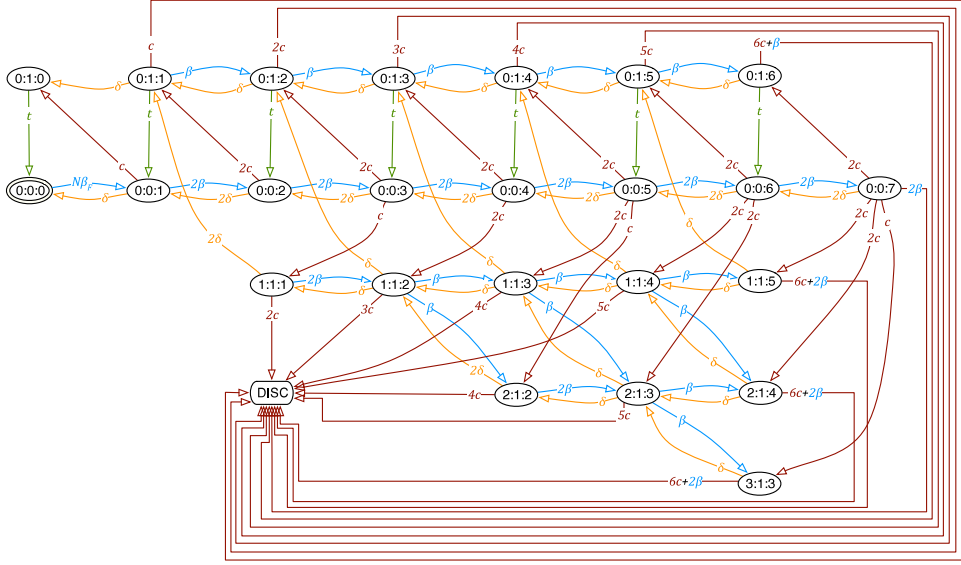 c 2c 3c 4c 5c 6c+β
0:1:0 δ 0:1:1 β δ 0:1:2 β δ 0:1:3 β δ 0:1:4 β δ 0:1:5 β δ 0:1:6
t t t t t t t
c 2c 2c 2c 2c 2c 2c
0:0:0 NβF δ 0:0:1 2β 2δ 0:0:2 2β 2δ 0:0:3 2β 2δ 0:0:4 2β 2δ 0:0:5 2β 2δ 0:0:6 2β 2δ 0:0:7 2β
c 2c 2c c 2c 2c 2c 2c c
2δ δ δ δ δ
1:1:1 2β δ 1:1:2 β δ 1:1:3 β δ 1:1:4 β δ 1:1:5 6c+2β
2c 3c 4c 5c
β β β
2δ δ δ
DISC 4c 2:1:2 2β δ 2:1:3 β δ 2:1:4 6c+2β
5c β
δ
6c+2β 3:1:3